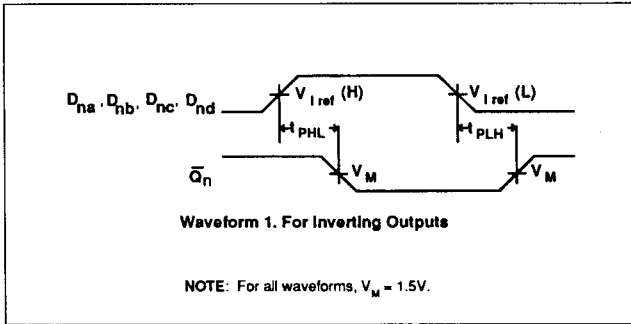 Dna, Dnb, Dnc, Dnd
VI ref (H)
VI ref (L)
tPHL
tPLH
Q̅n
VM
VM
Waveform 1. For Inverting Outputs
NOTE: For all waveforms, VM = 1.5V.